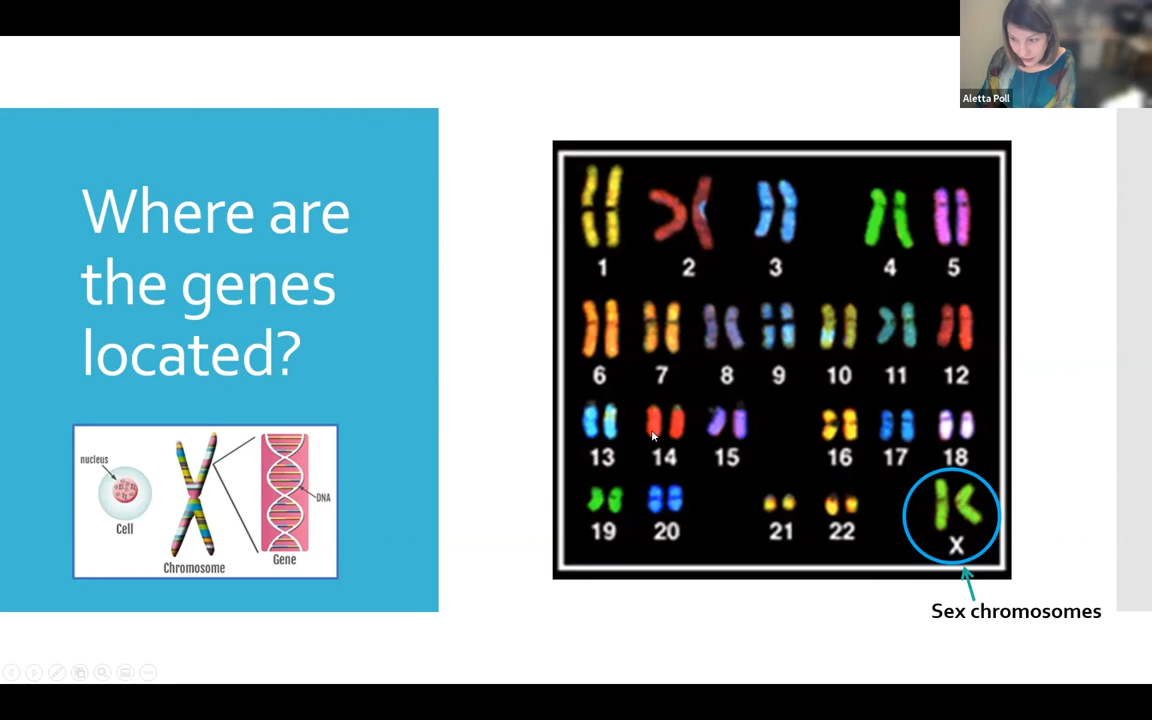 Aletta Poll
Where are
the genes
located?
nucleus
Cell
Chromosome
DNA
Gene
1 2 3 4 5
6 7 8 9 10 11 12
13 14 15 16 17 18
19 20 21 22 X
Sex chromosomes